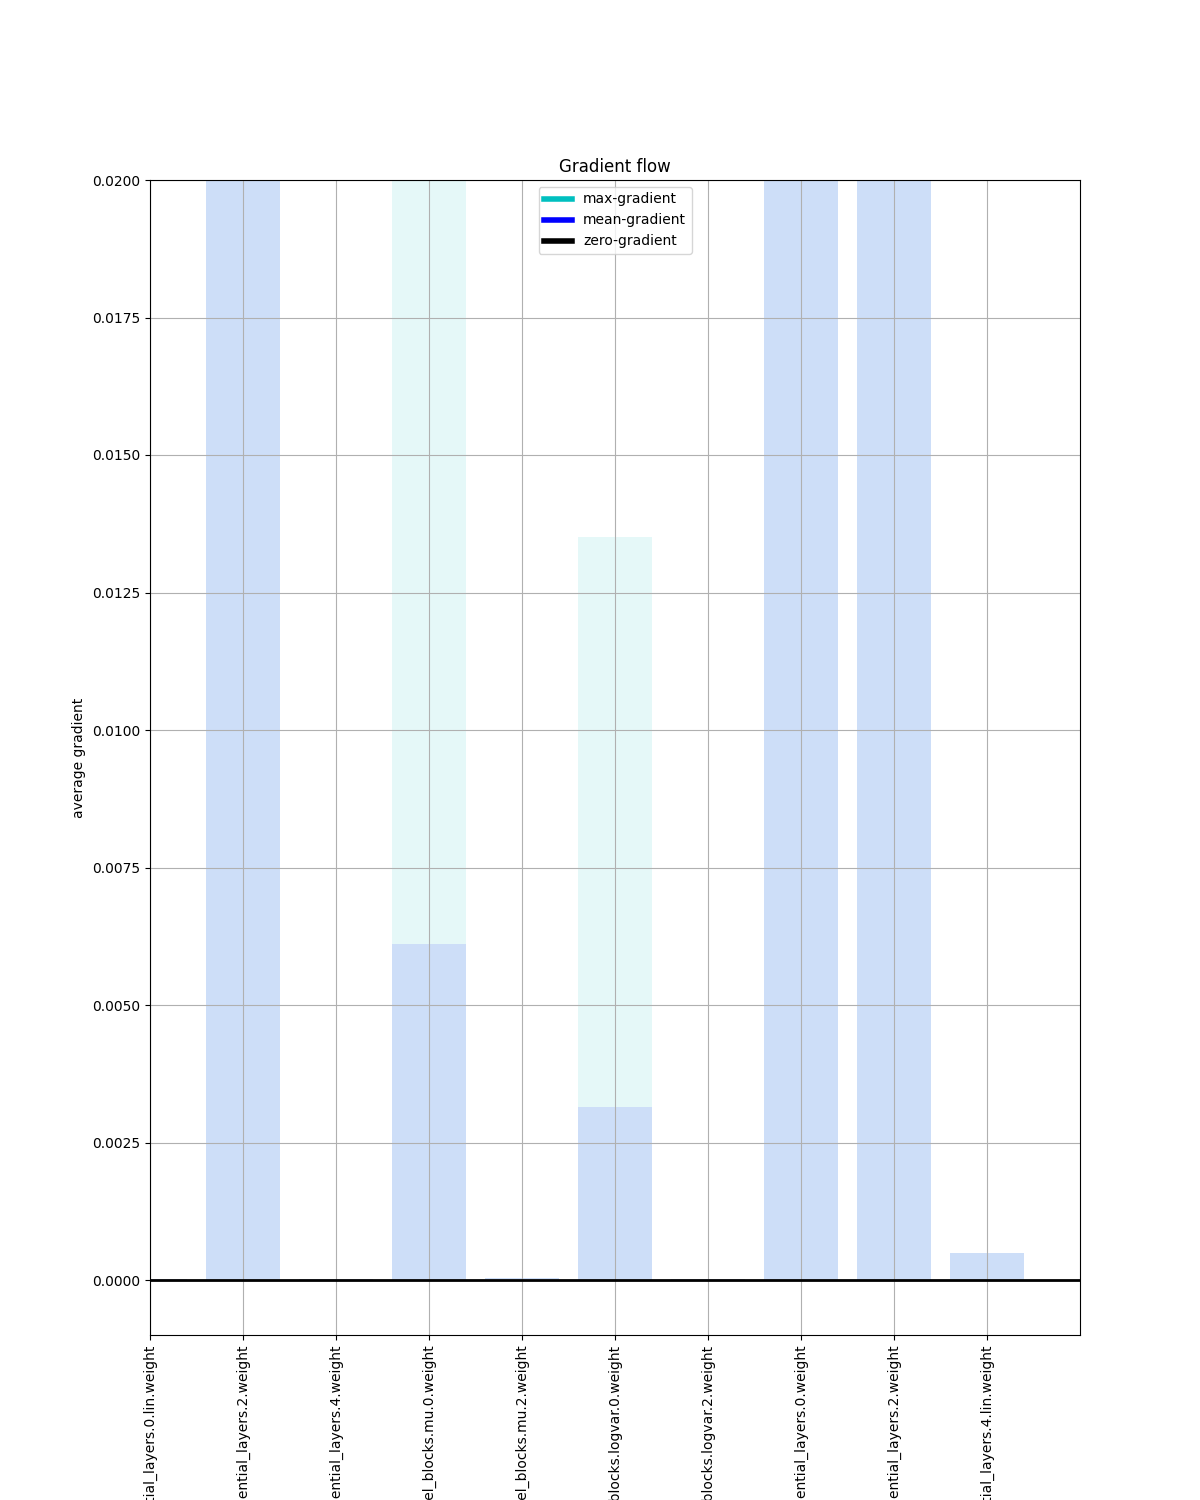 Gradient flow
max-gradient
mean-gradient
zero-gradient
0.0200
0.0175
0.0150
0.0125
0.0100
0.0075
0.0050
0.0025
0.0000
average gradient
tial_layers.0.lin.weight
ential_layers.2.weight
ential_layers.4.weight
el_blocks.mu.0.weight
el_blocks.mu.2.weight
blocks.logvar.0.weight
blocks.logvar.2.weight
ential_layers.0.weight
ential_layers.2.weight
tial_layers.4.lin.weight